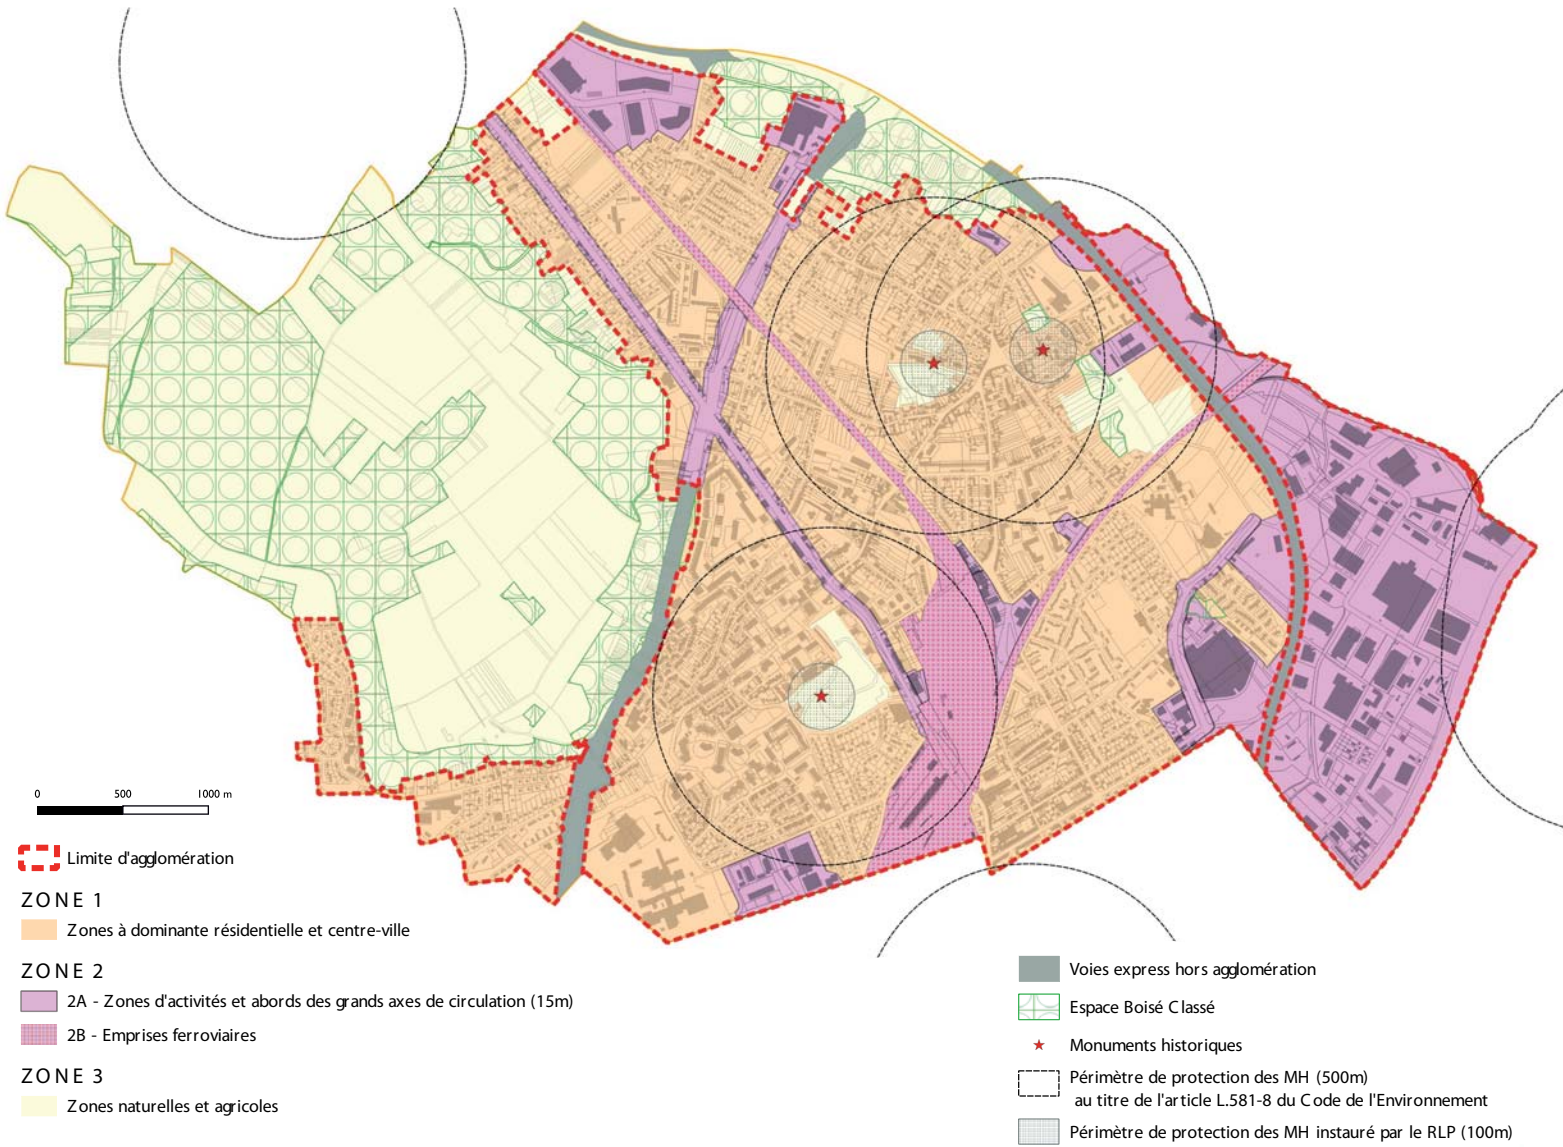 0 500 1000 m
Limite d'agglomération
ZONE 1
Zones à dominante résidentielle et centre-ville
ZONE 2
2A - Zones d'activités et abords des grands axes de circulation (15m)
2B - Emprises ferroviaires
ZONE 3
Zones naturelles et agricoles
Voies express hors agglomération
Espace Boisé Classé
Monuments historiques
Périmètre de protection des MH (500m)
au titre de l'article L.581-8 du Code de l'Environnement
Périmètre de protection des MH instauré par le RLP (100m)